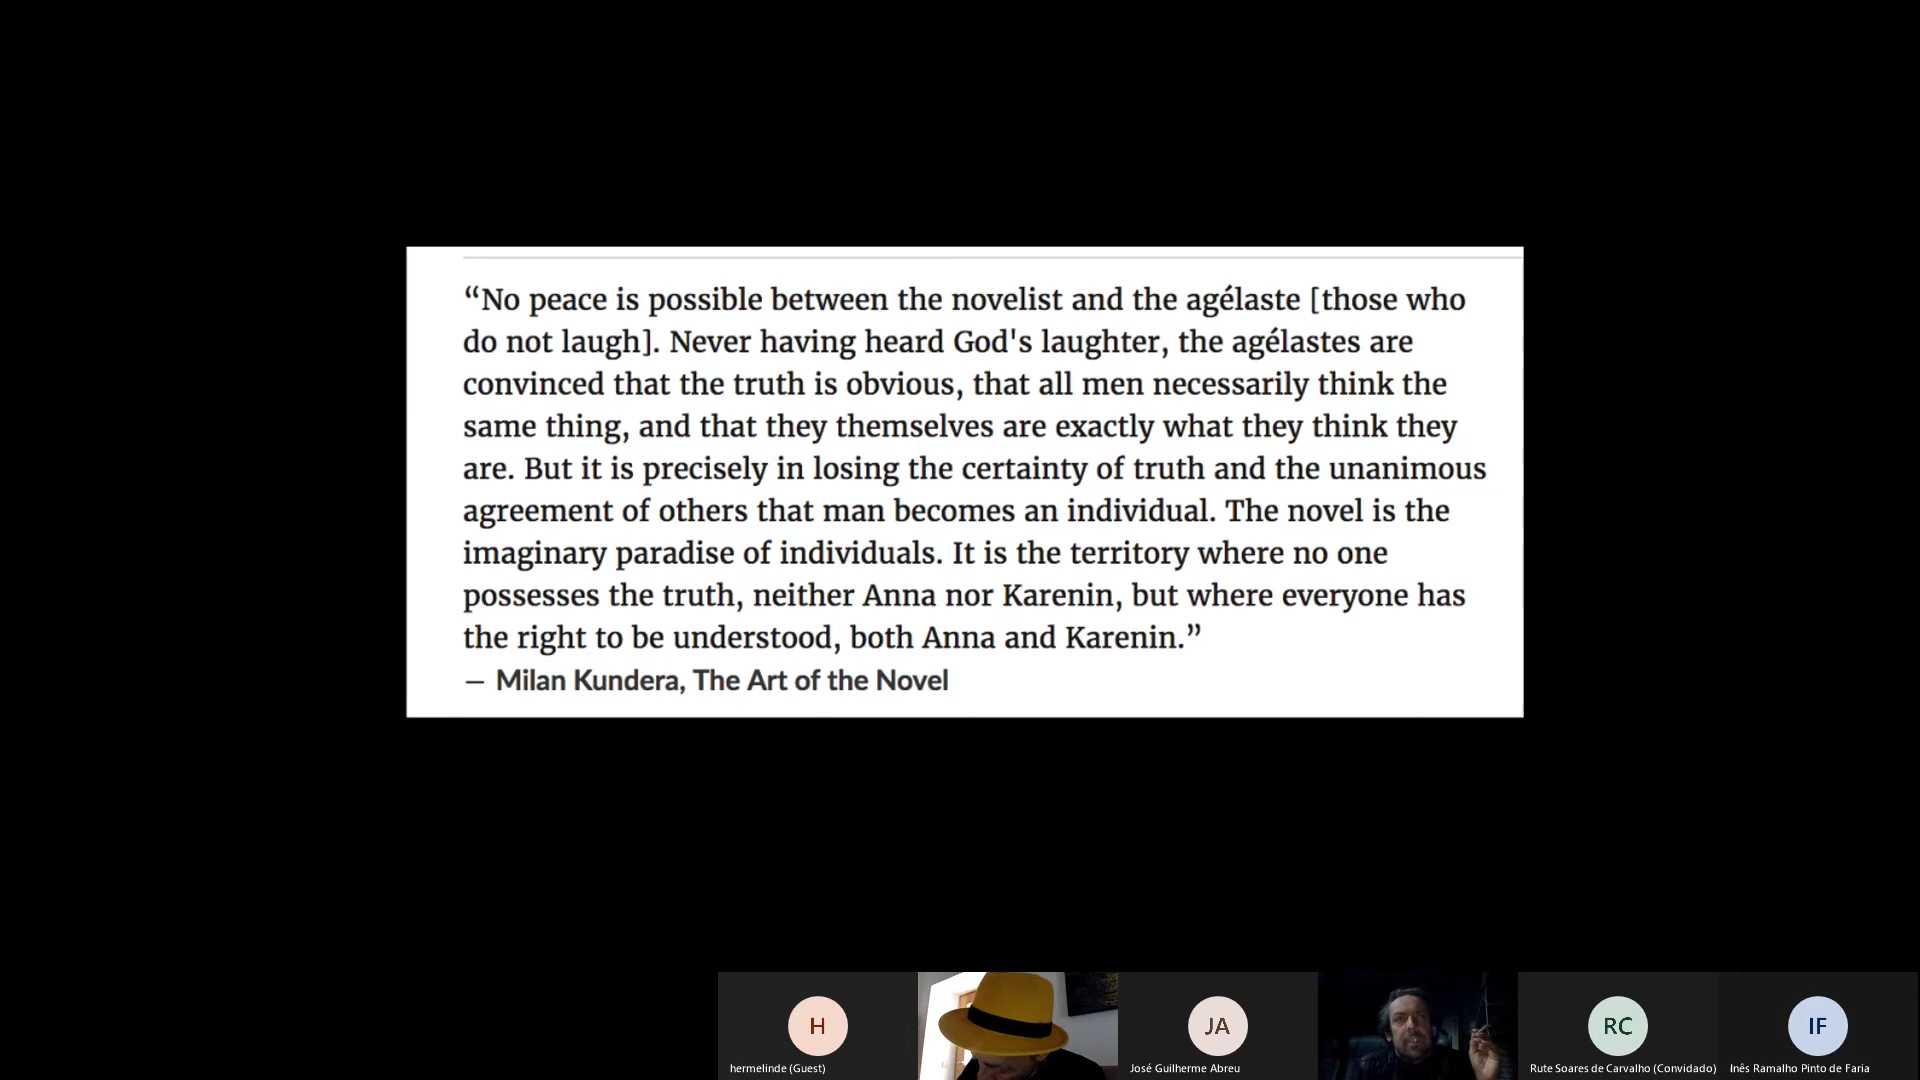 “No peace is possible between the novelist and the agélaste [those who
do not laugh]. Never having heard God's laughter, the agélastes are
convinced that the truth is obvious, that all men necessarily think the
same thing, and that they themselves are exactly what they think they
are. But it is precisely in losing the certainty of truth and the unanimous
agreement of others that man becomes an individual. The novel is the
imaginary paradise of individuals. It is the territory where no one
possesses the truth, neither Anna nor Karenin, but where everyone has
the right to be understood, both Anna and Karenin.”
— Milan Kundera, The Art of the Novel
H
JA
RC
IF
hermelinde (Guest)
José Guilherme Abreu
Rute Soares de Carvalho (Convidado)
Inês Ramalho Pinto de Faria